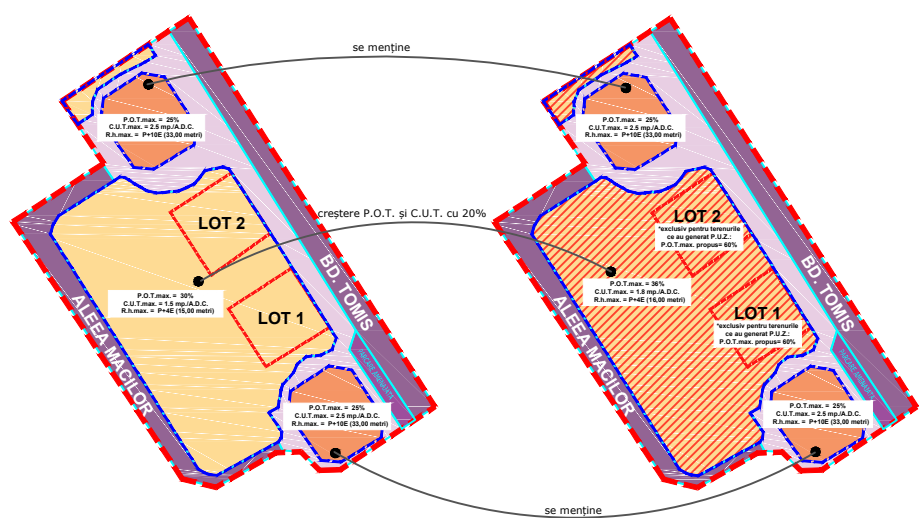 se menține
P.O.T.max. = 25%
C.U.T.max. = 2.5 mp./A.D.C.
R.h.max. = P+10E (33,00 metri)
P.O.T.max. = 25%
C.U.T.max. = 2.5 mp./A.D.C.
R.h.max. = P+10E (33,00 metri)
creștere P.O.T. și C.U.T. cu 20%
LOT 2
BD. TOMIS
P.O.T.max. = 30%
C.U.T.max. = 1.5 mp./A.D.C.
R.h.max. = P+4E (15,00 metri)
LOT 1
ALEEA MACILOR
P.O.T.max. = 25%
C.U.T.max. = 2.5 mp./A.D.C.
R.h.max. = P+10E (33,00 metri)
LOT 2
*exclusiv pentru terenurile
ce au generat P.U.Z.:
P.O.T.max. propus= 60%
BD. TOMIS
P.O.T.max. = 36%
C.U.T.max. = 1.8 mp./A.D.C.
R.h.max. = P+4E (16,00 metri)
LOT 1
*exclusiv pentru terenurile
ce au generat P.U.Z.:
P.O.T.max. propus= 60%
ALEEA MACILOR
P.O.T.max. = 25%
C.U.T.max. = 2.5 mp./A.D.C.
R.h.max. = P+10E (33,00 metri)
se menține